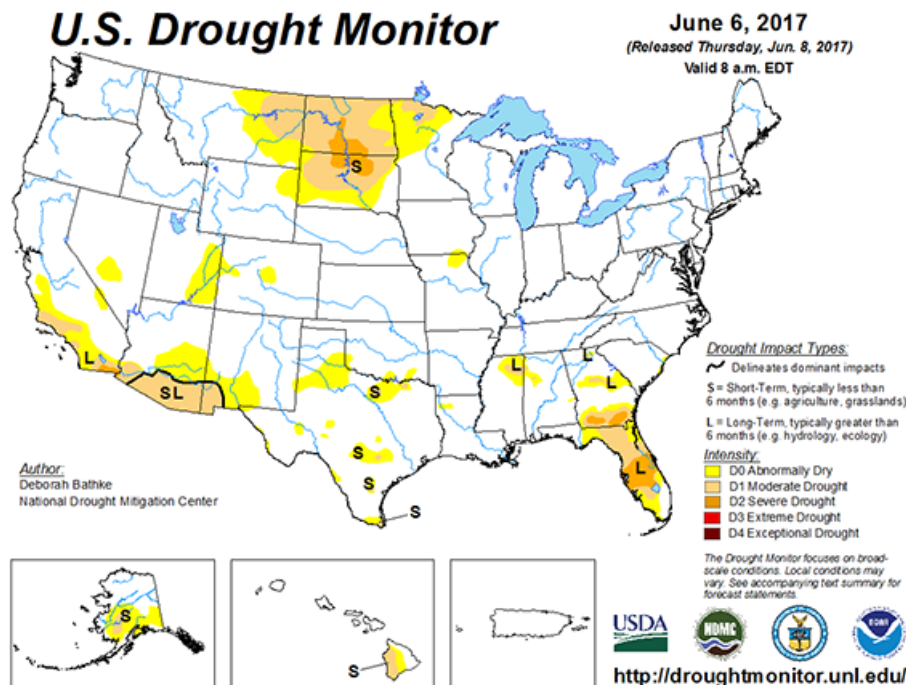 U.S. Drought Monitor
June 6, 2017
(Released Thursday, Jun. 8, 2017)
Valid 8 a.m. EDT
S
L
S L
S
S
S
S
L
L
L
L
Drought Impact Types:
Delineates dominant impacts
S = Short-Term, typically less than
6 months (e.g. agriculture, grasslands)
L = Long-Term, typically greater than
6 months (e.g. hydrology, ecology)
Intensity:
D0 Abnormally Dry
D1 Moderate Drought
D2 Severe Drought
D3 Extreme Drought
D4 Exceptional Drought
Author:
Deborah Bathke
National Drought Mitigation Center
The Drought Monitor focuses on broad-
scale conditions. Local conditions may
vary. See accompanying text summary for
forecast statements.
S
S
USDA
NDMC
http://droughtmonitor.unl.edu/